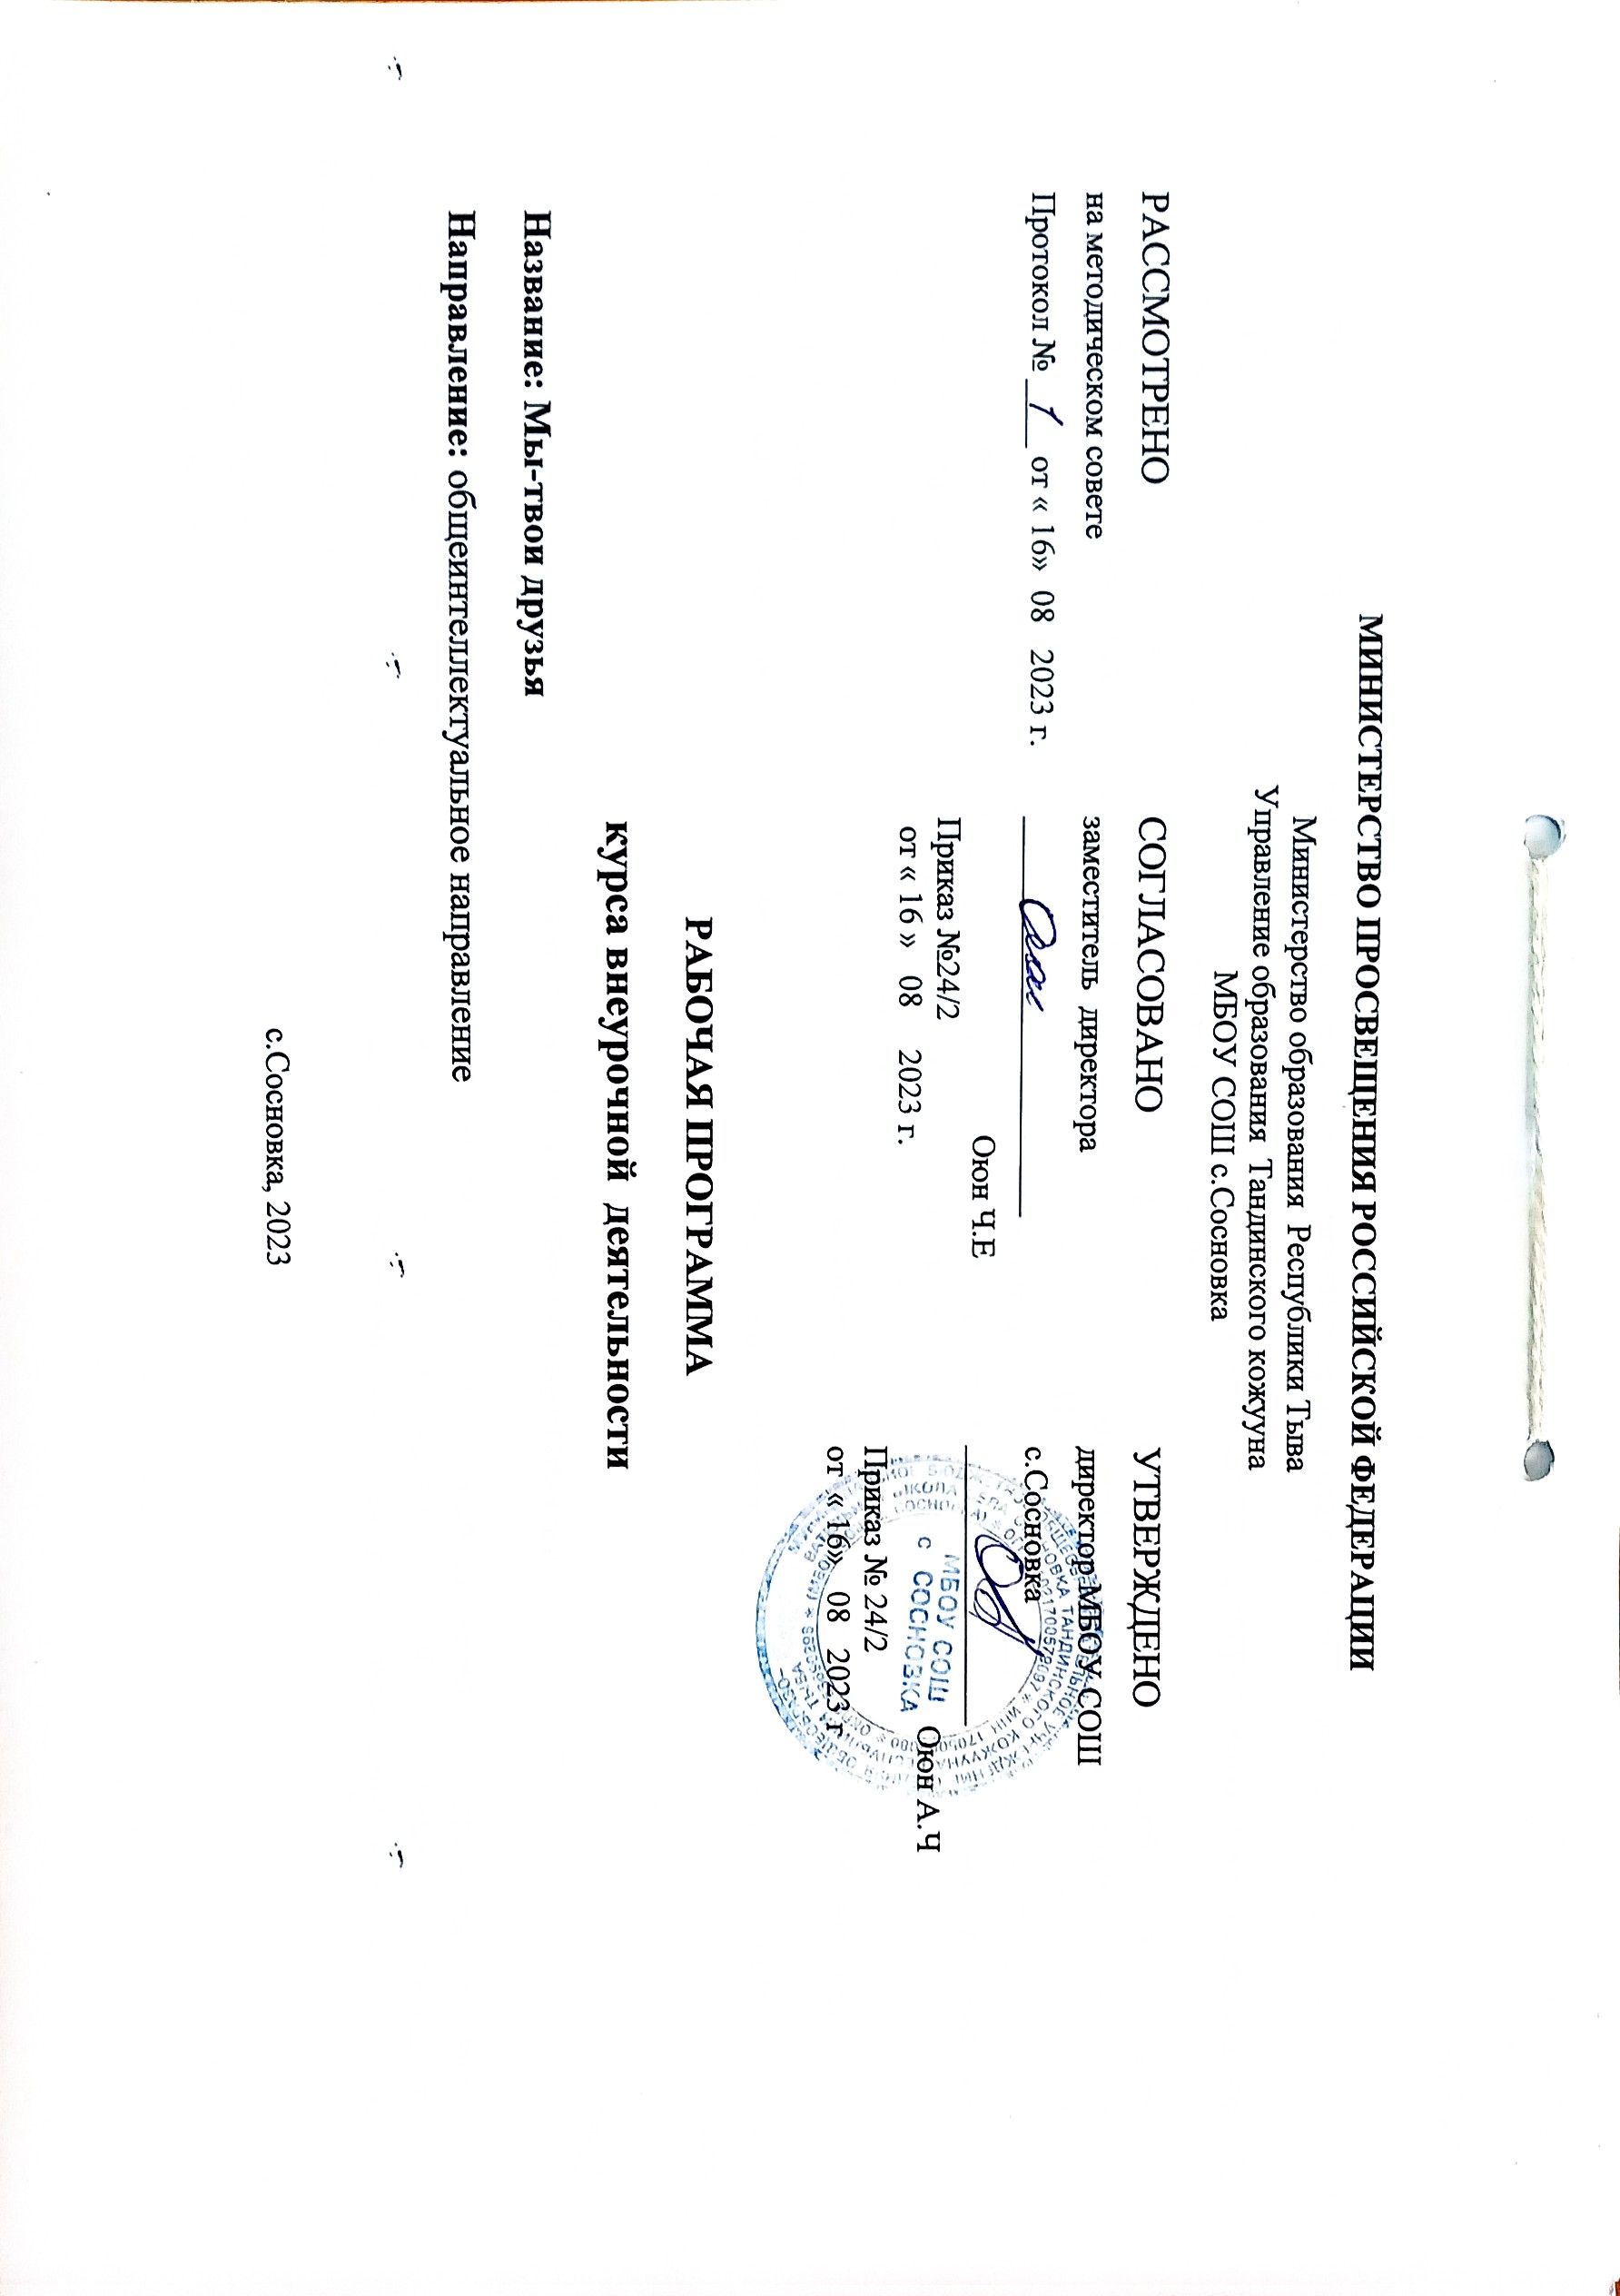 МИНИСТЕРСТВО ПРОСВЕЩЕНИЯ РОССИЙСКОЙ ФЕДЕРАЦИИ
Министерство образования Республики Тыва
Управление образования Тандинского кожууна
МБОУ СОШ с.Сосновка
РАССМОТРЕНО
на методическом совете
Протокол № 1 от « 16» 08 2023 г.
СОГЛАСОВАНО
заместитель директора
Оюн Ч.Е
Приказ №24/2
от « 16 » 08 2023 г.
УТВЕРЖДЕНО
директор МБОУ СОШ
с.Сосновка
Оюн А.Ч
Приказ № 24/2
от « 16» 08 2023 г
МБОУ СОШ
с СОСНОВКА
РАБОЧАЯ ПРОГРАММА
курса внеурочной деятельности
Название: Мы-твои друзья
Направление: общеинтеллектуальное направление
с.Сосновка, 2023